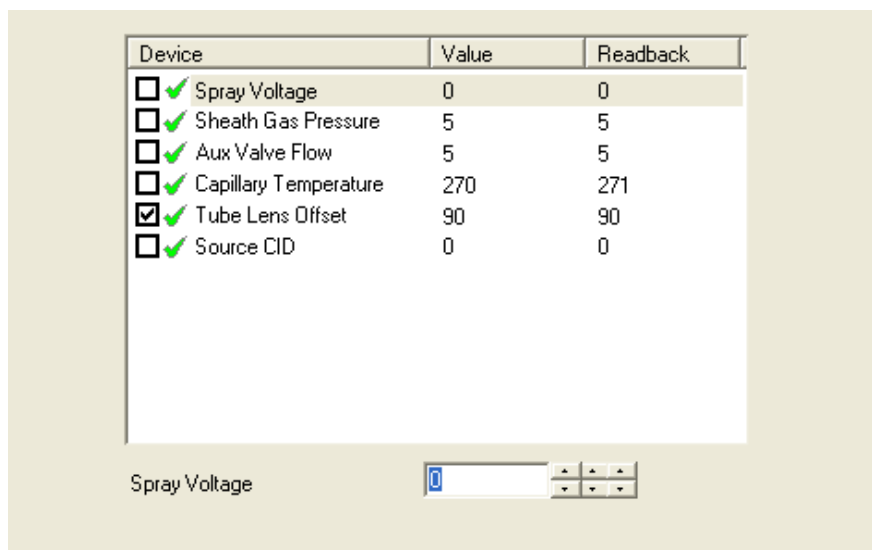 Device Value Readback
Spray Voltage 0 0
Sheath Gas Pressure 5 5
Aux Valve Flow 5 5
Capillary Temperature 270 271
Tube Lens Offset 90 90
Source CID 0 0
Spray Voltage 0